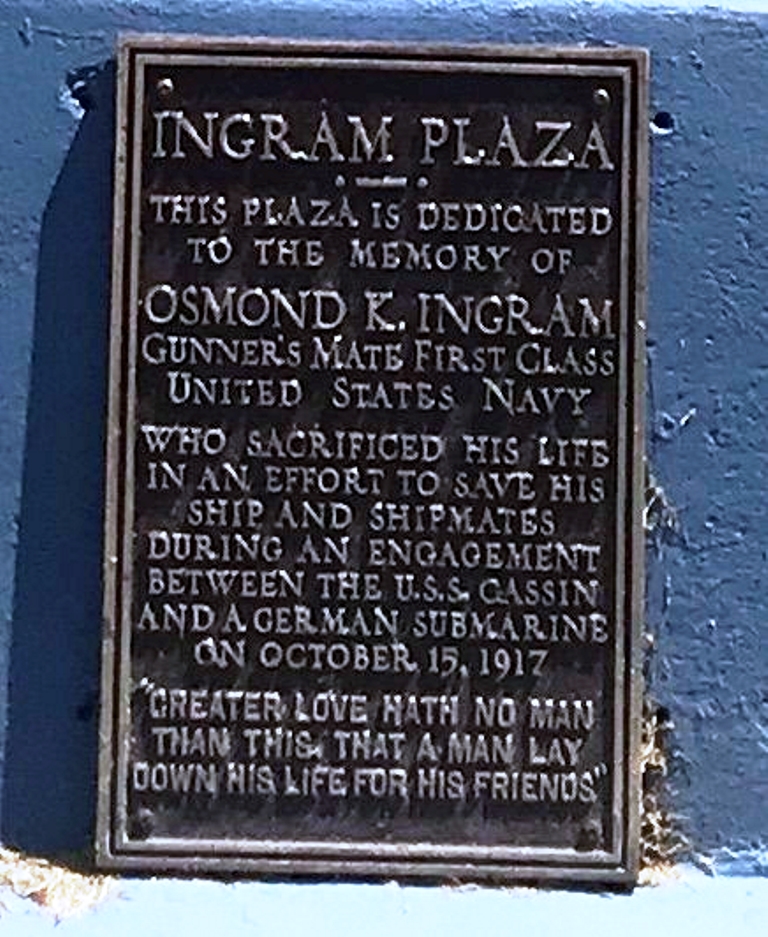 INGRAM PLAZA
THIS PLAZA IS DEDICATED
TO THE MEMORY OF
OSMOND K. INGRAM
GUNNER'S MATE FIRST CLASS
UNITED STATES NAVY
WHO SACRIFICED HIS LIFE
IN AN EFFORT TO SAVE HIS
SHIP AND SHIPMATES
DURING AN ENGAGEMENT
BETWEEN THE U.S.S. CASSIN
AND A GERMAN SUBMARINE
ON OCTOBER 15, 1917
"GREATER LOVE HATH NO MAN
THAN THIS, THAT A MAN LAY
DOWN HIS LIFE FOR HIS FRIENDS"